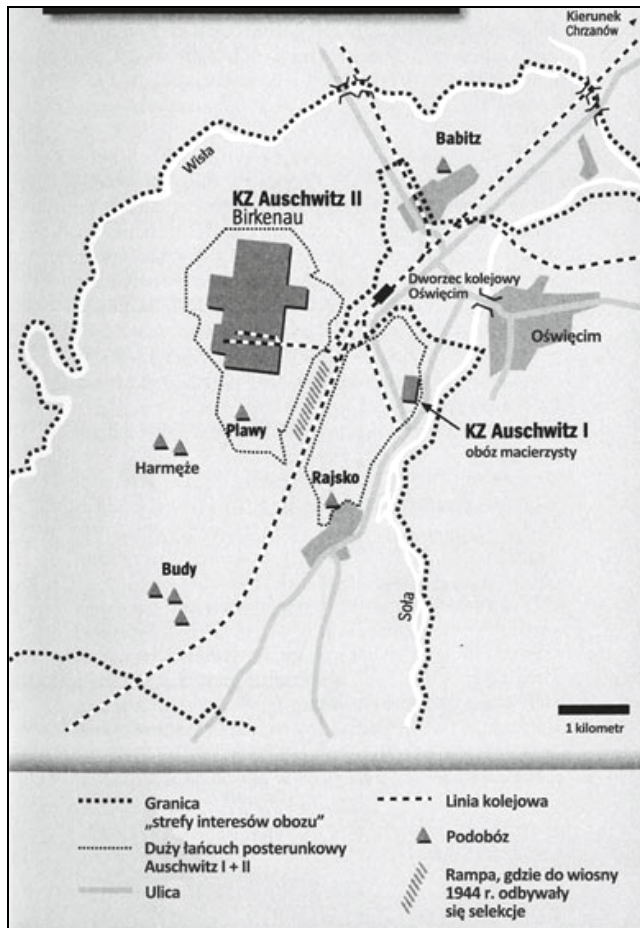 Kierunek
Chrzanów
Babitz
Wisła
KZ Auschwitz II
Birkenau
Dworzec kolejowy
Oświęcim
Oświęcim
KZ Auschwitz I
obóz macierzysty
Plawy
Harmęże
Rajsko
Budy
Soła
1 kilometr
Granica
„strefy interesów obozu”
Duży łańcuch posterunkowy
Auschwitz I + II
Ulica
Linia kolejowa
Podobóz
Rampa, gdzie do wiosny
1944 r. odbywały
się selekcje